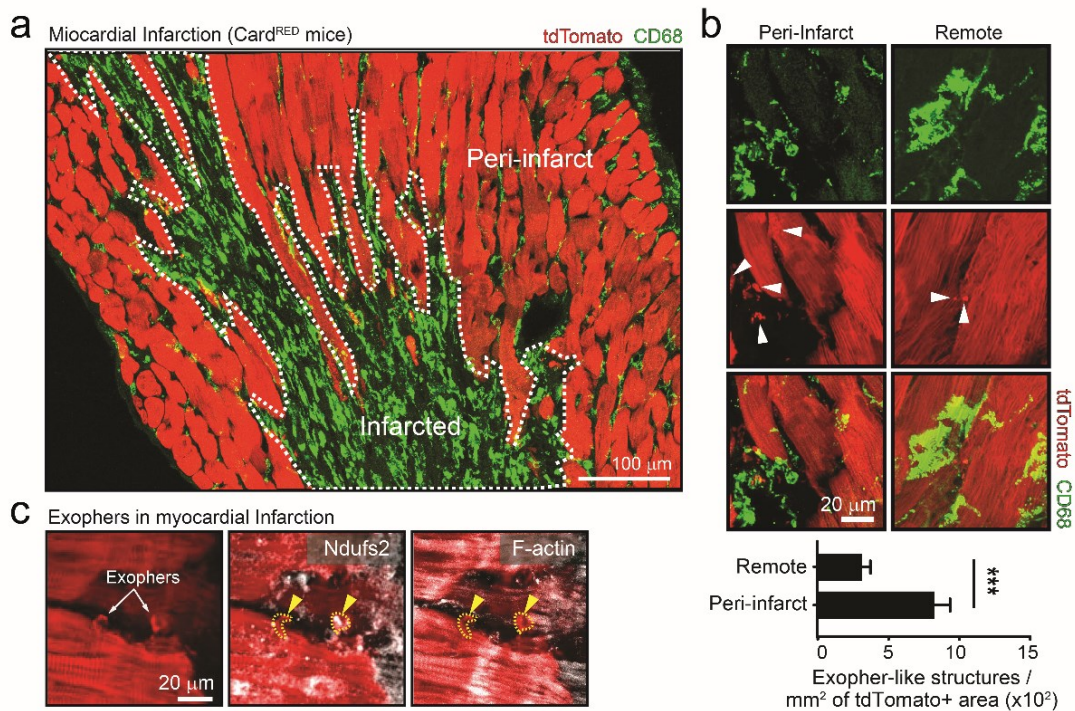 a
Miocardial Infarction (Card^RED mice)
tdTomato CD68
Peri-infarct
Infarcted
100 μm
b
Peri-Infarct
Remote
tdTomato CD68
20 μm
Remote
Peri-infarct
***
0 5 10 15
Exopher-like structures /
mm² of tdTomato+ area (x10²)
c
Exophers in myocardial Infarction
Exophers
20 μm
Ndufs2
F-actin